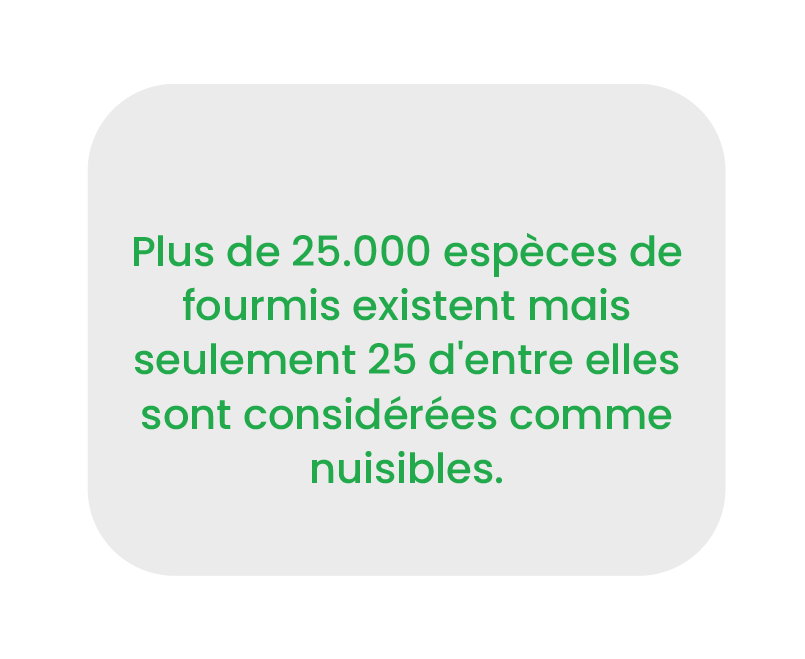 Plus de 25.000 espèces de
fourmis existent mais
seulement 25 d'entre elles
sont considérées comme
nuisibles.